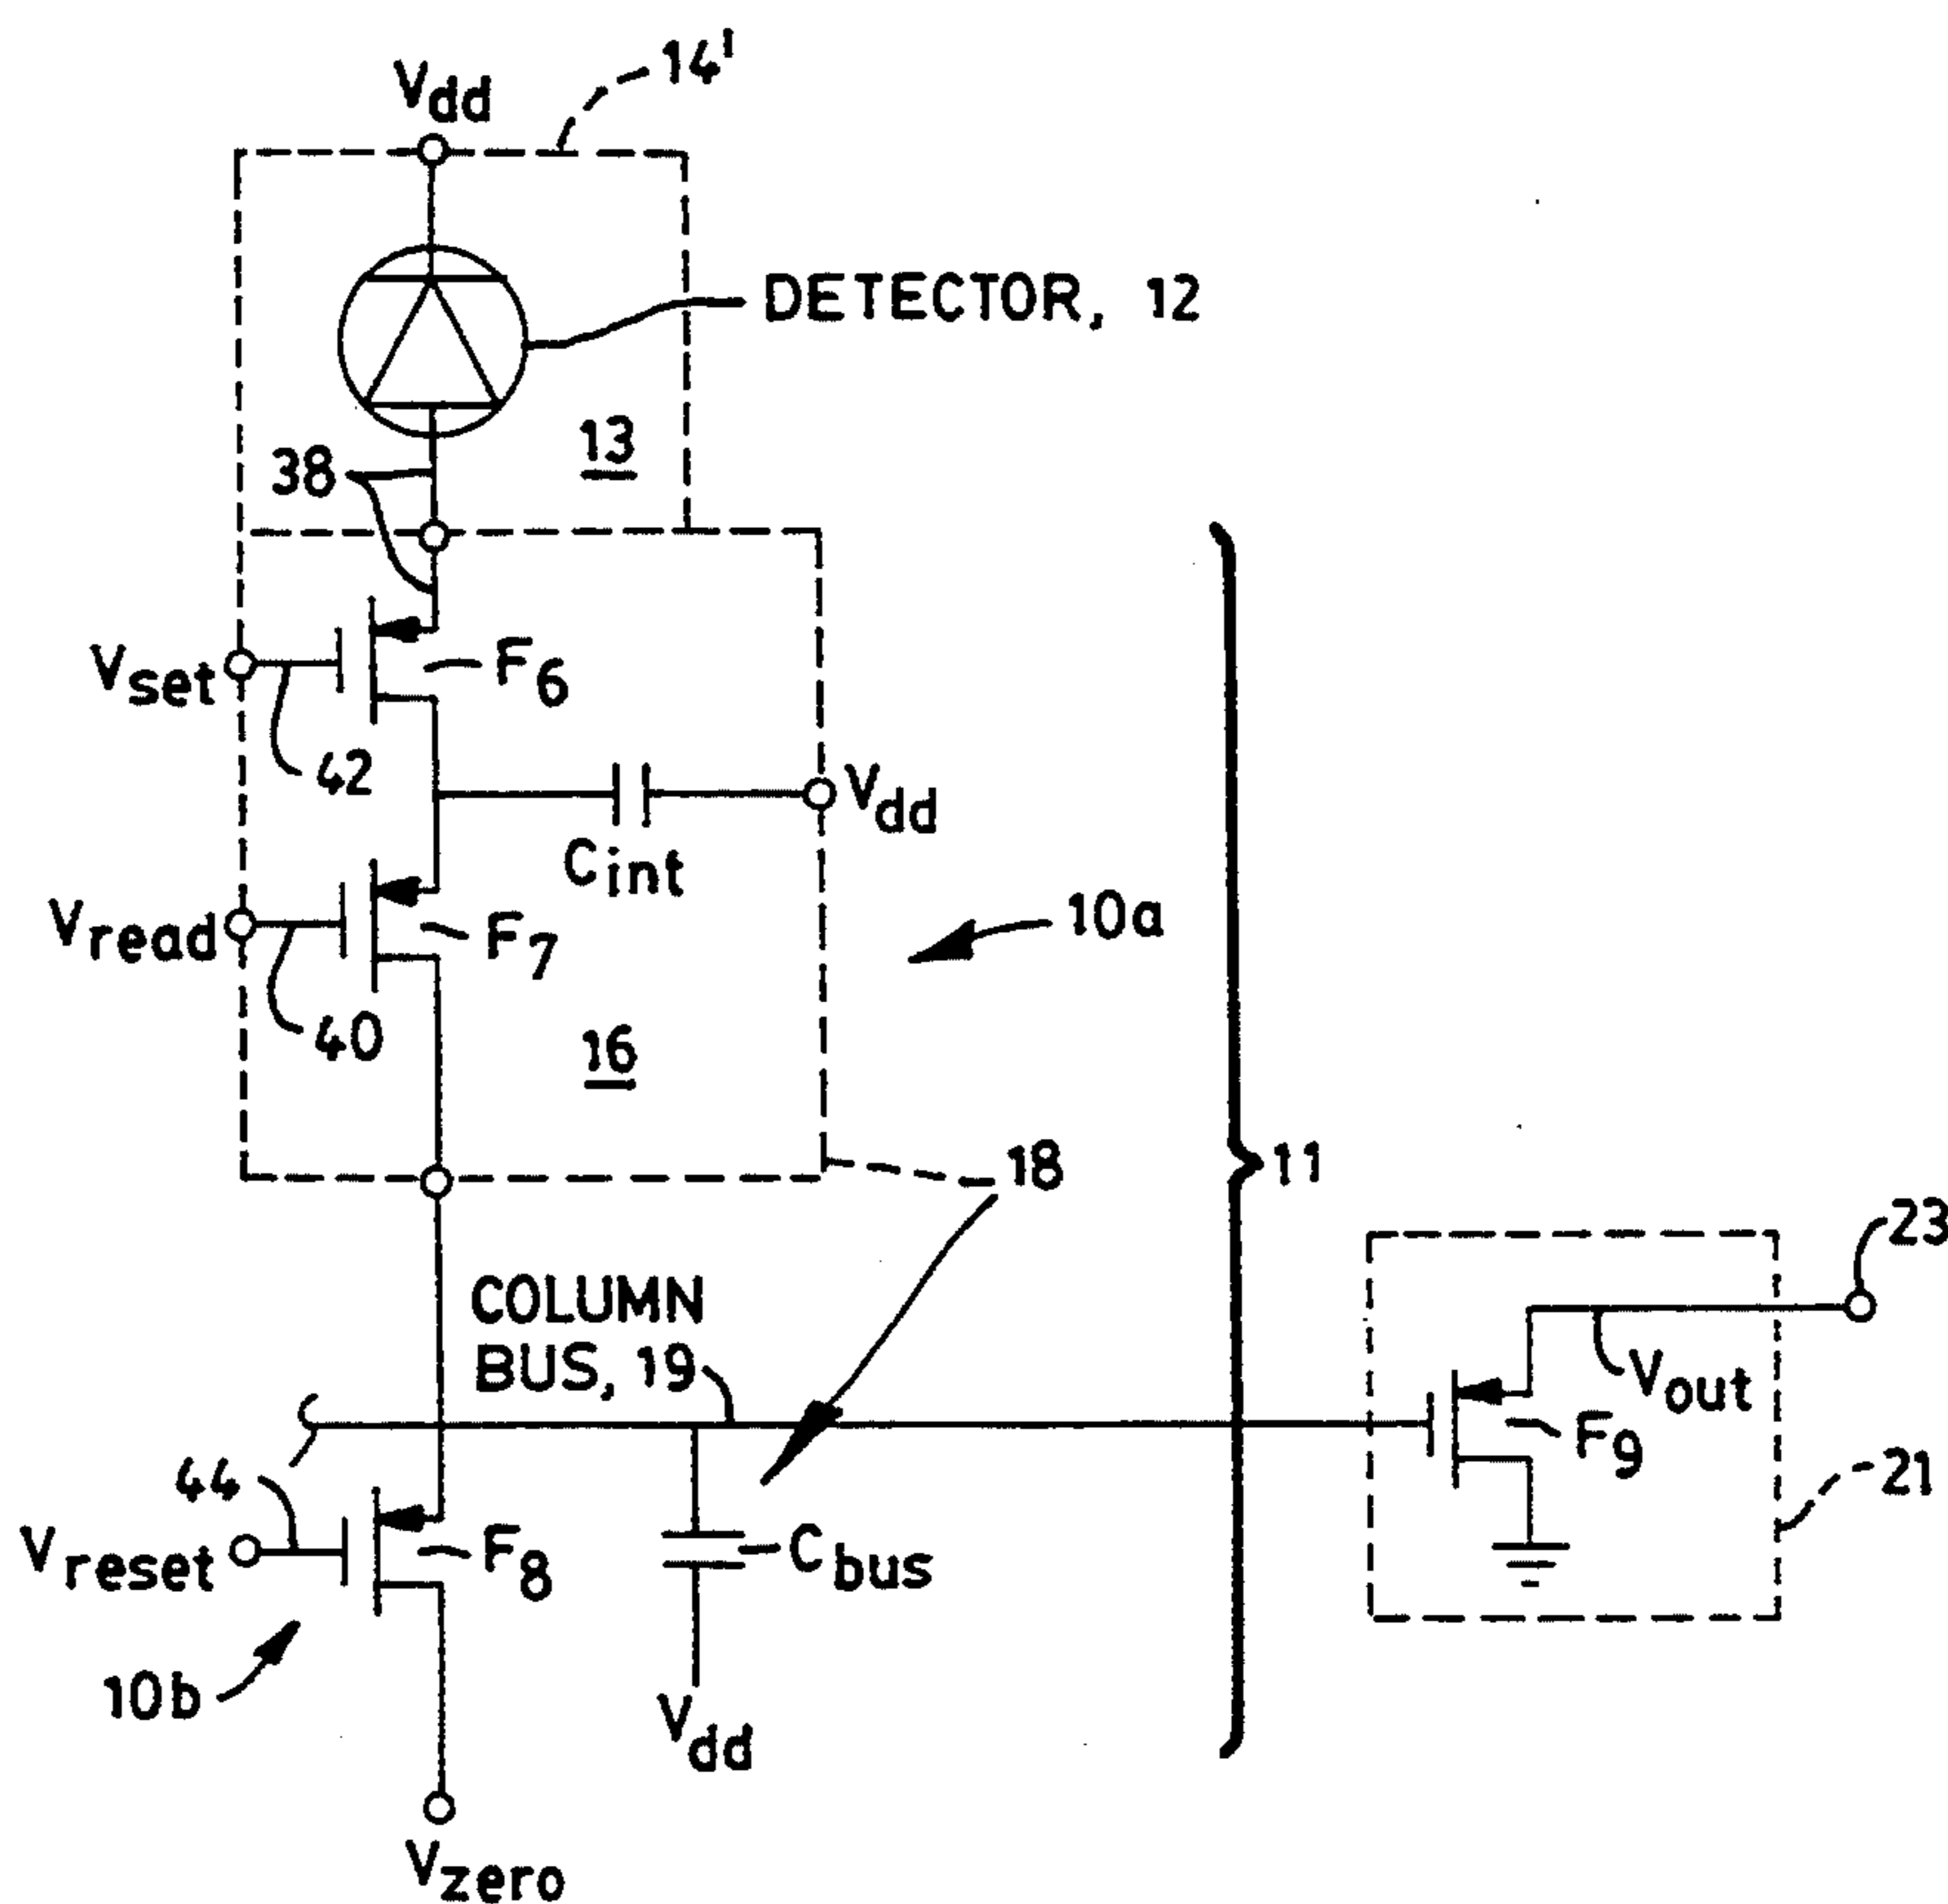 14'
Vdd
DETECTOR, 12
13
38
Vset
F6
42
Vdd
Cint
Vread
F7
10a
40
16
18
11
23
COLUMN
BUS, 19
Vout
F9
44
21
Vreset
F8
Cbus
10b
Vdd
Vzero